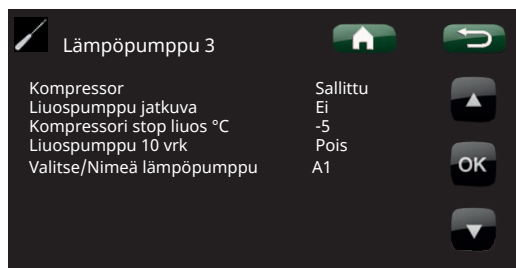 Lämpöpumppu 3
Kompressor Sallittu
Liuospumppu jatkuva Ei
Kompressori stop liuos °C -5
Liuospumppu 10 vrk Pois
Valitse/Nimeä lämpöpumppu A1
OK